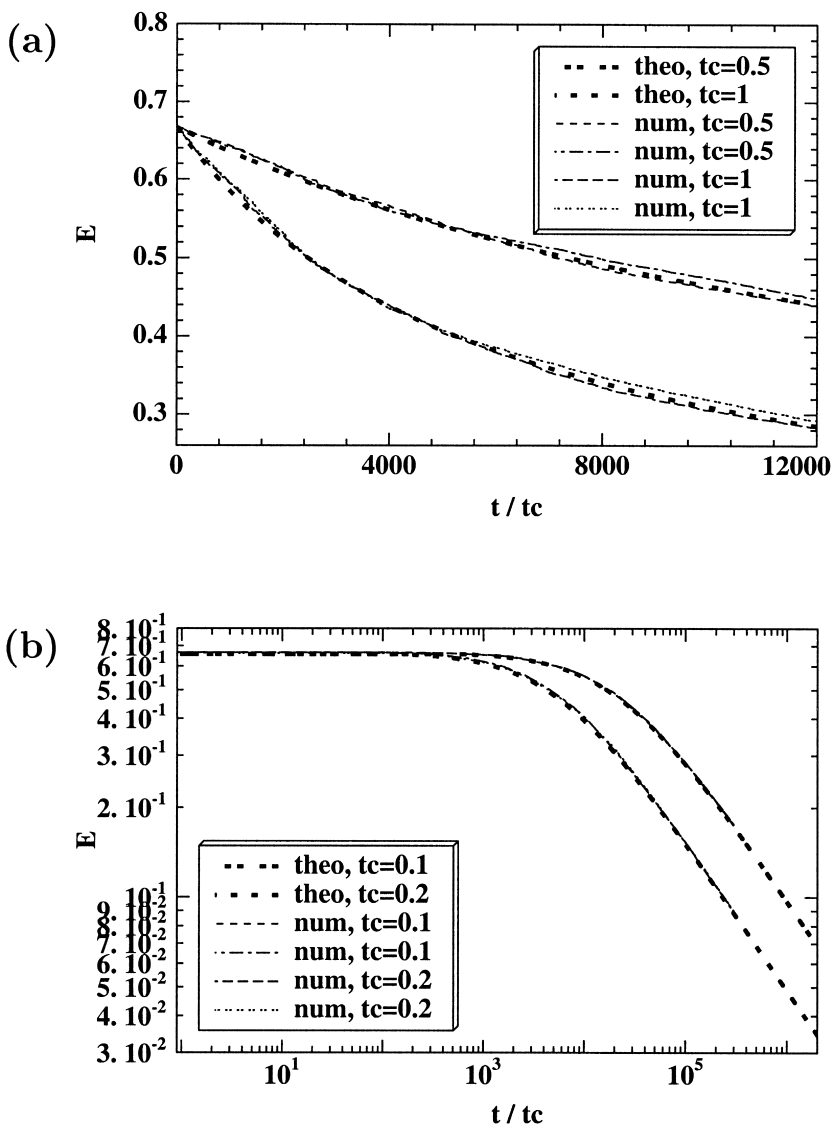 (a)
0.8
0.7
0.6
0.5
0.4
0.3
E
theo, tc=0.5
theo, tc=1
num, tc=0.5
num, tc=0.5
num, tc=1
num, tc=1
0 4000 8000 12000
t / tc
(b)
8. 10⁻¹
7. 10⁻¹
6. 10⁻¹
5. 10⁻¹
4. 10⁻¹
3. 10⁻¹
2. 10⁻¹
10⁻¹
9. 10⁻²
8. 10⁻²
7. 10⁻²
6. 10⁻²
5. 10⁻²
4. 10⁻²
3. 10⁻²
E
theo, tc=0.1
theo, tc=0.2
num, tc=0.1
num, tc=0.1
num, tc=0.2
num, tc=0.2
10¹ 10³ 10⁵
t / tc